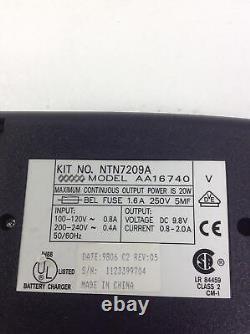 KIT NO. NTN7209A
MODEL AA16740
V
MAXIMUM CONTINUOUS OUTPUT POWER IS 20W
BEL FUSE 1.6A 250V 5MF
INPUT:
100-120V ~ 0.8A
200-240V ~ 0.4A
50/60Hz
OUTPUT:
VOLTAGE: DC 9.8V
CURRENT: 0.8-2.0A
UL
LISTED
BATTERY CHARGER
DATE:9806 C2 REV:05
S/N: 1123399704
MADE IN CHINA
LR 84459
CLASS 2
CM-I